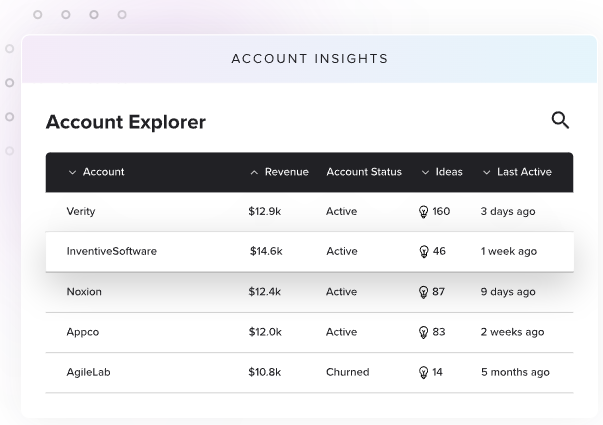 ACCOUNT INSIGHTS
Account Explorer
Account Revenue Account Status Ideas Last Active
Verity $12.9k Active 160 3 days ago
InventiveSoftware $14.6k Active 46 1 week ago
Noxion $12.4k Active 87 9 days ago
Appco $12.0k Active 83 2 weeks ago
AgileLab $10.8k Churned 14 5 months ago